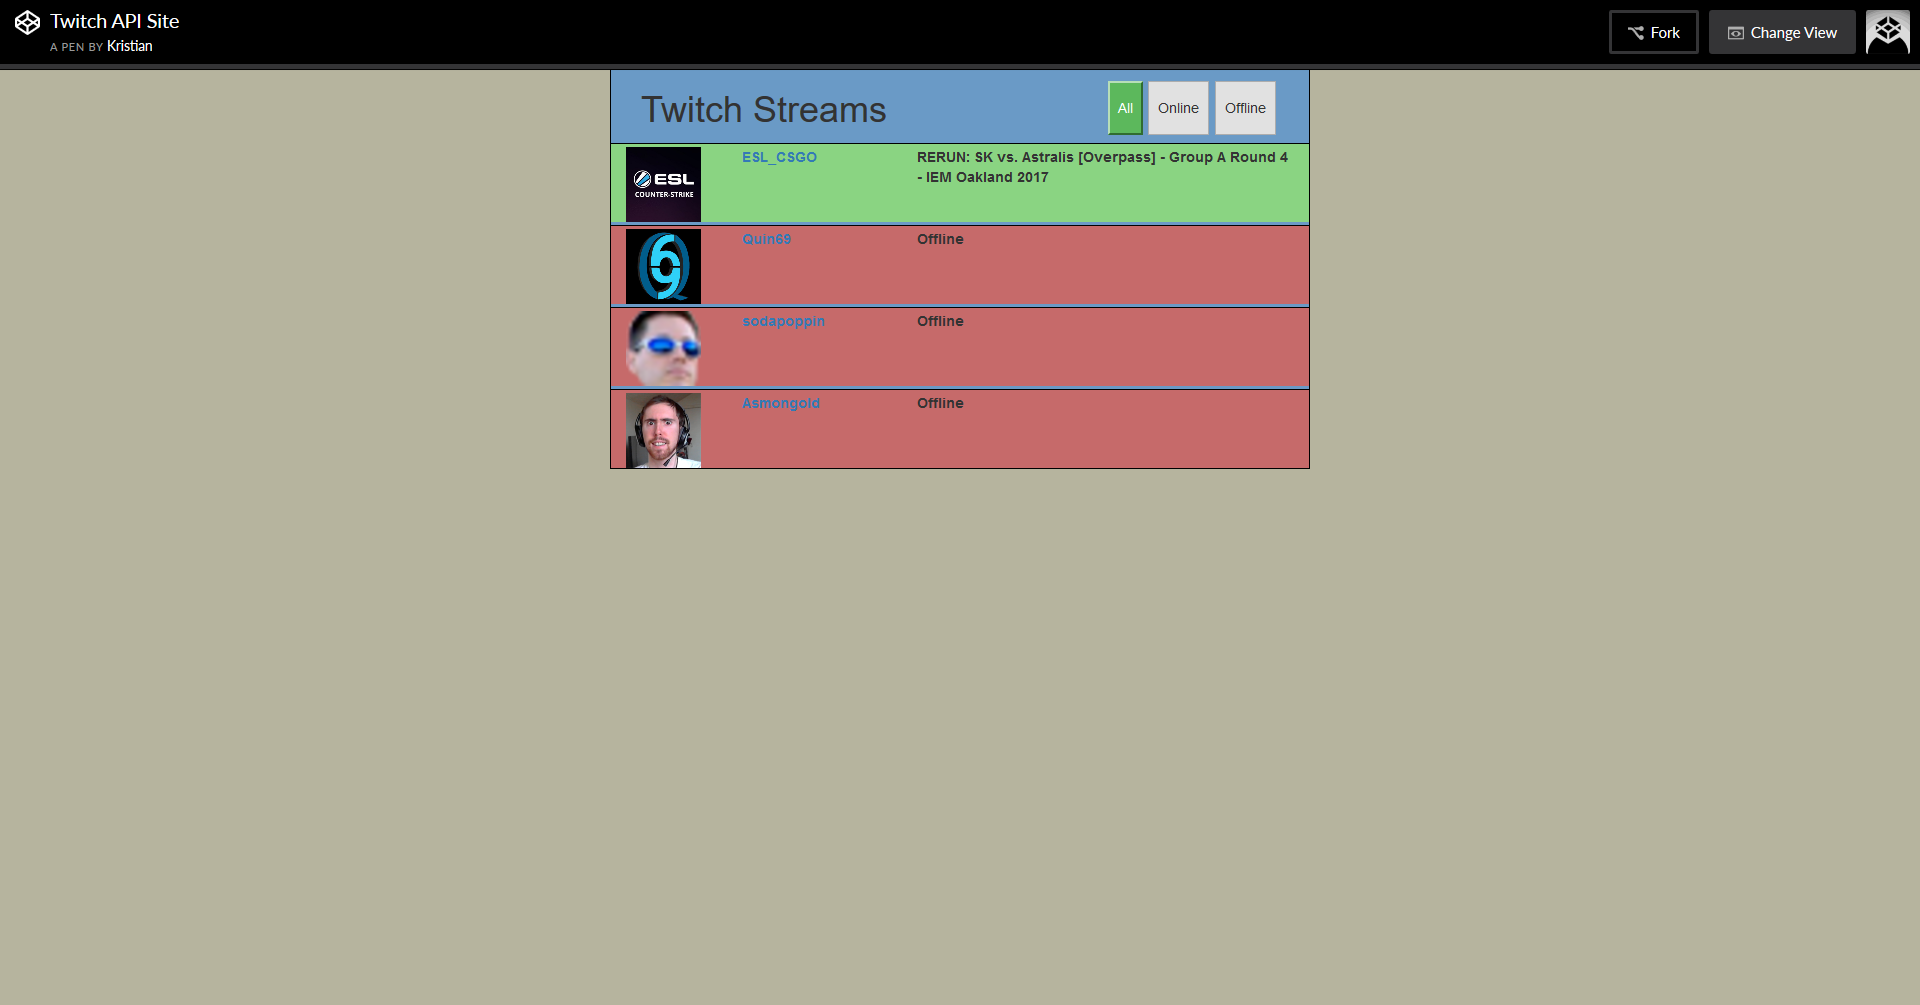 Twitch API Site
A PEN BY Kristian
Fork
Change View
Twitch Streams
All
Online
Offline
ESL
COUNTER-STRIKE
ESL_CSGO
RERUN: SK vs. Astralis [Overpass] - Group A Round 4
- IEM Oakland 2017
69
Quin69
Offline
sodapoppin
Offline
Asmongold
Offline